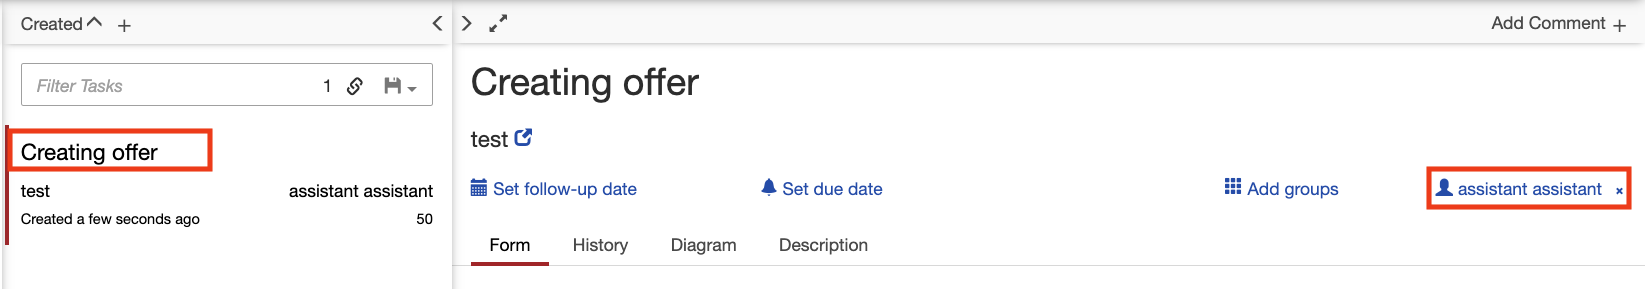 Created +
Add Comment +
Filter Tasks 1
Creating offer
test assistant assistant
Created a few seconds ago 50
Creating offer
test
Set follow-up date Set due date Add groups assistant assistant ×
Form History Diagram Description